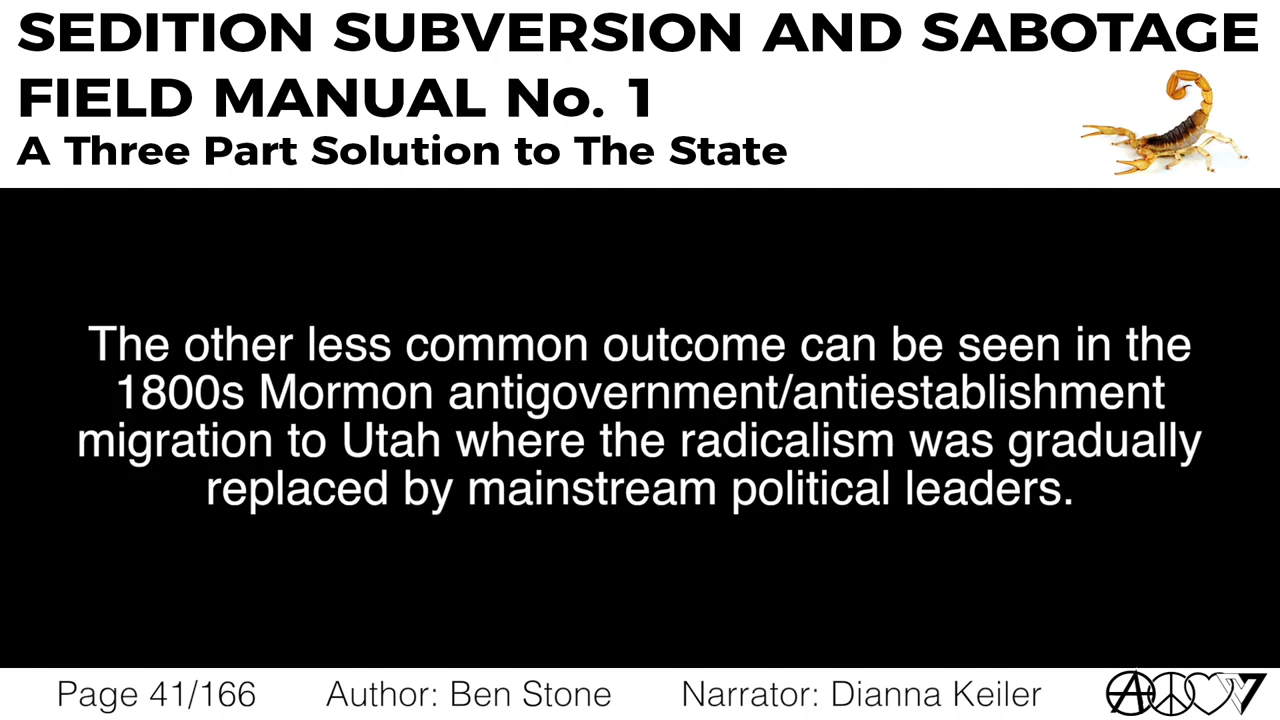 SEDITION SUBVERSION AND SABOTAGE
FIELD MANUAL No. 1
A Three Part Solution to The State
The other less common outcome can be seen in the
1800s Mormon antigovernment/antiestablishment
migration to Utah where the radicalism was gradually
replaced by mainstream political leaders.
Page 41/166 Author: Ben Stone Narrator: Dianna Keiler